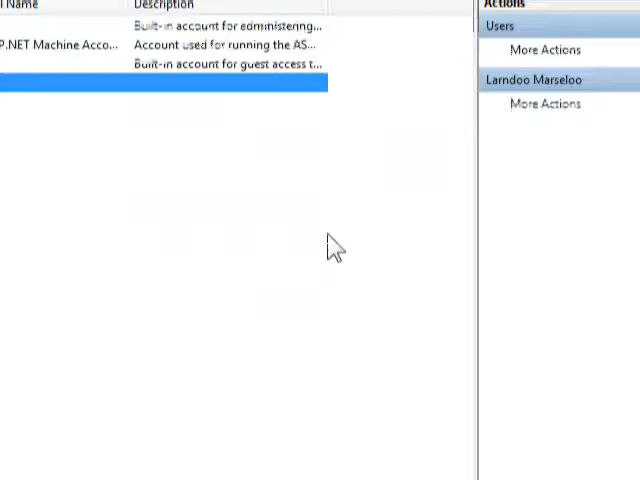 l Name Description Actions
Built-in account for administering...
Users
P.NET Machine Acco... Account used for running the AS...
More Actions
Built-in account for guest access t...
Larndoo Marseloo
More Actions